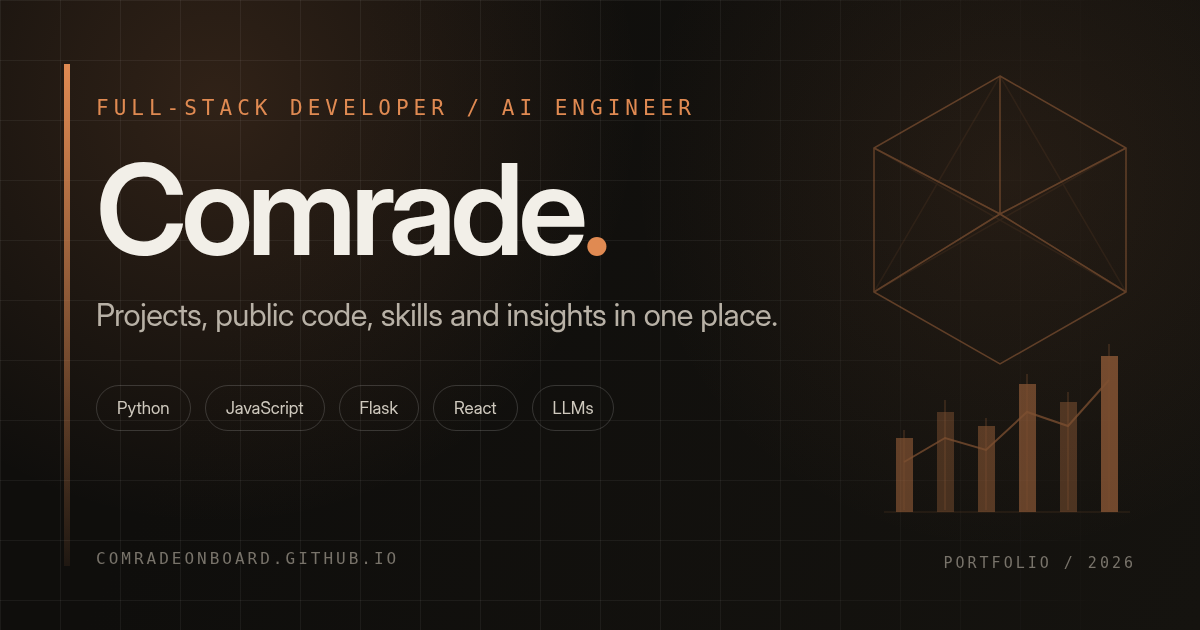 FULL-STACK DEVELOPER / AI ENGINEER
Comrade.
Projects, public code, skills and insights in one place.
Python JavaScript Flask React LLMs
COMRADEONBOARD.GITHUB.IO
PORTFOLIO / 2026